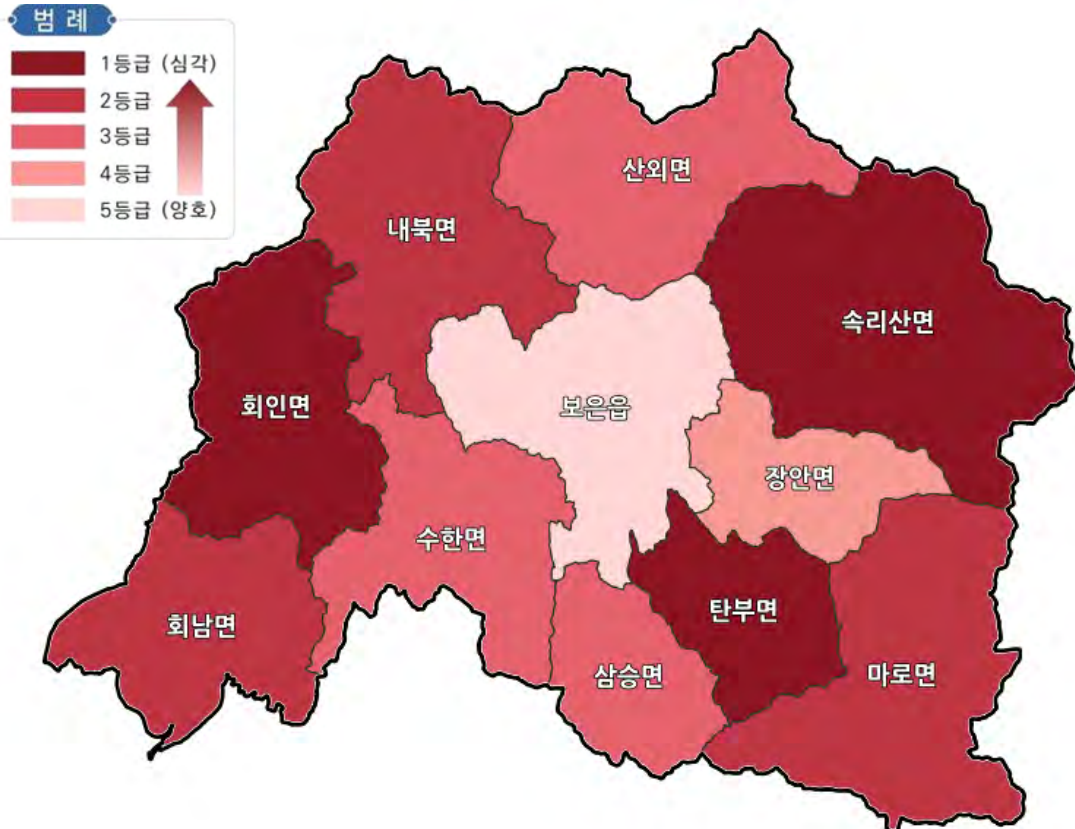 범 례
1등급 (심각)
2등급
3등급
4등급
5등급 (양호)
산외면
내북면
속리산면
회인면
보은읍
장안면
수한면
탄부면
회남면
삼승면
마로면